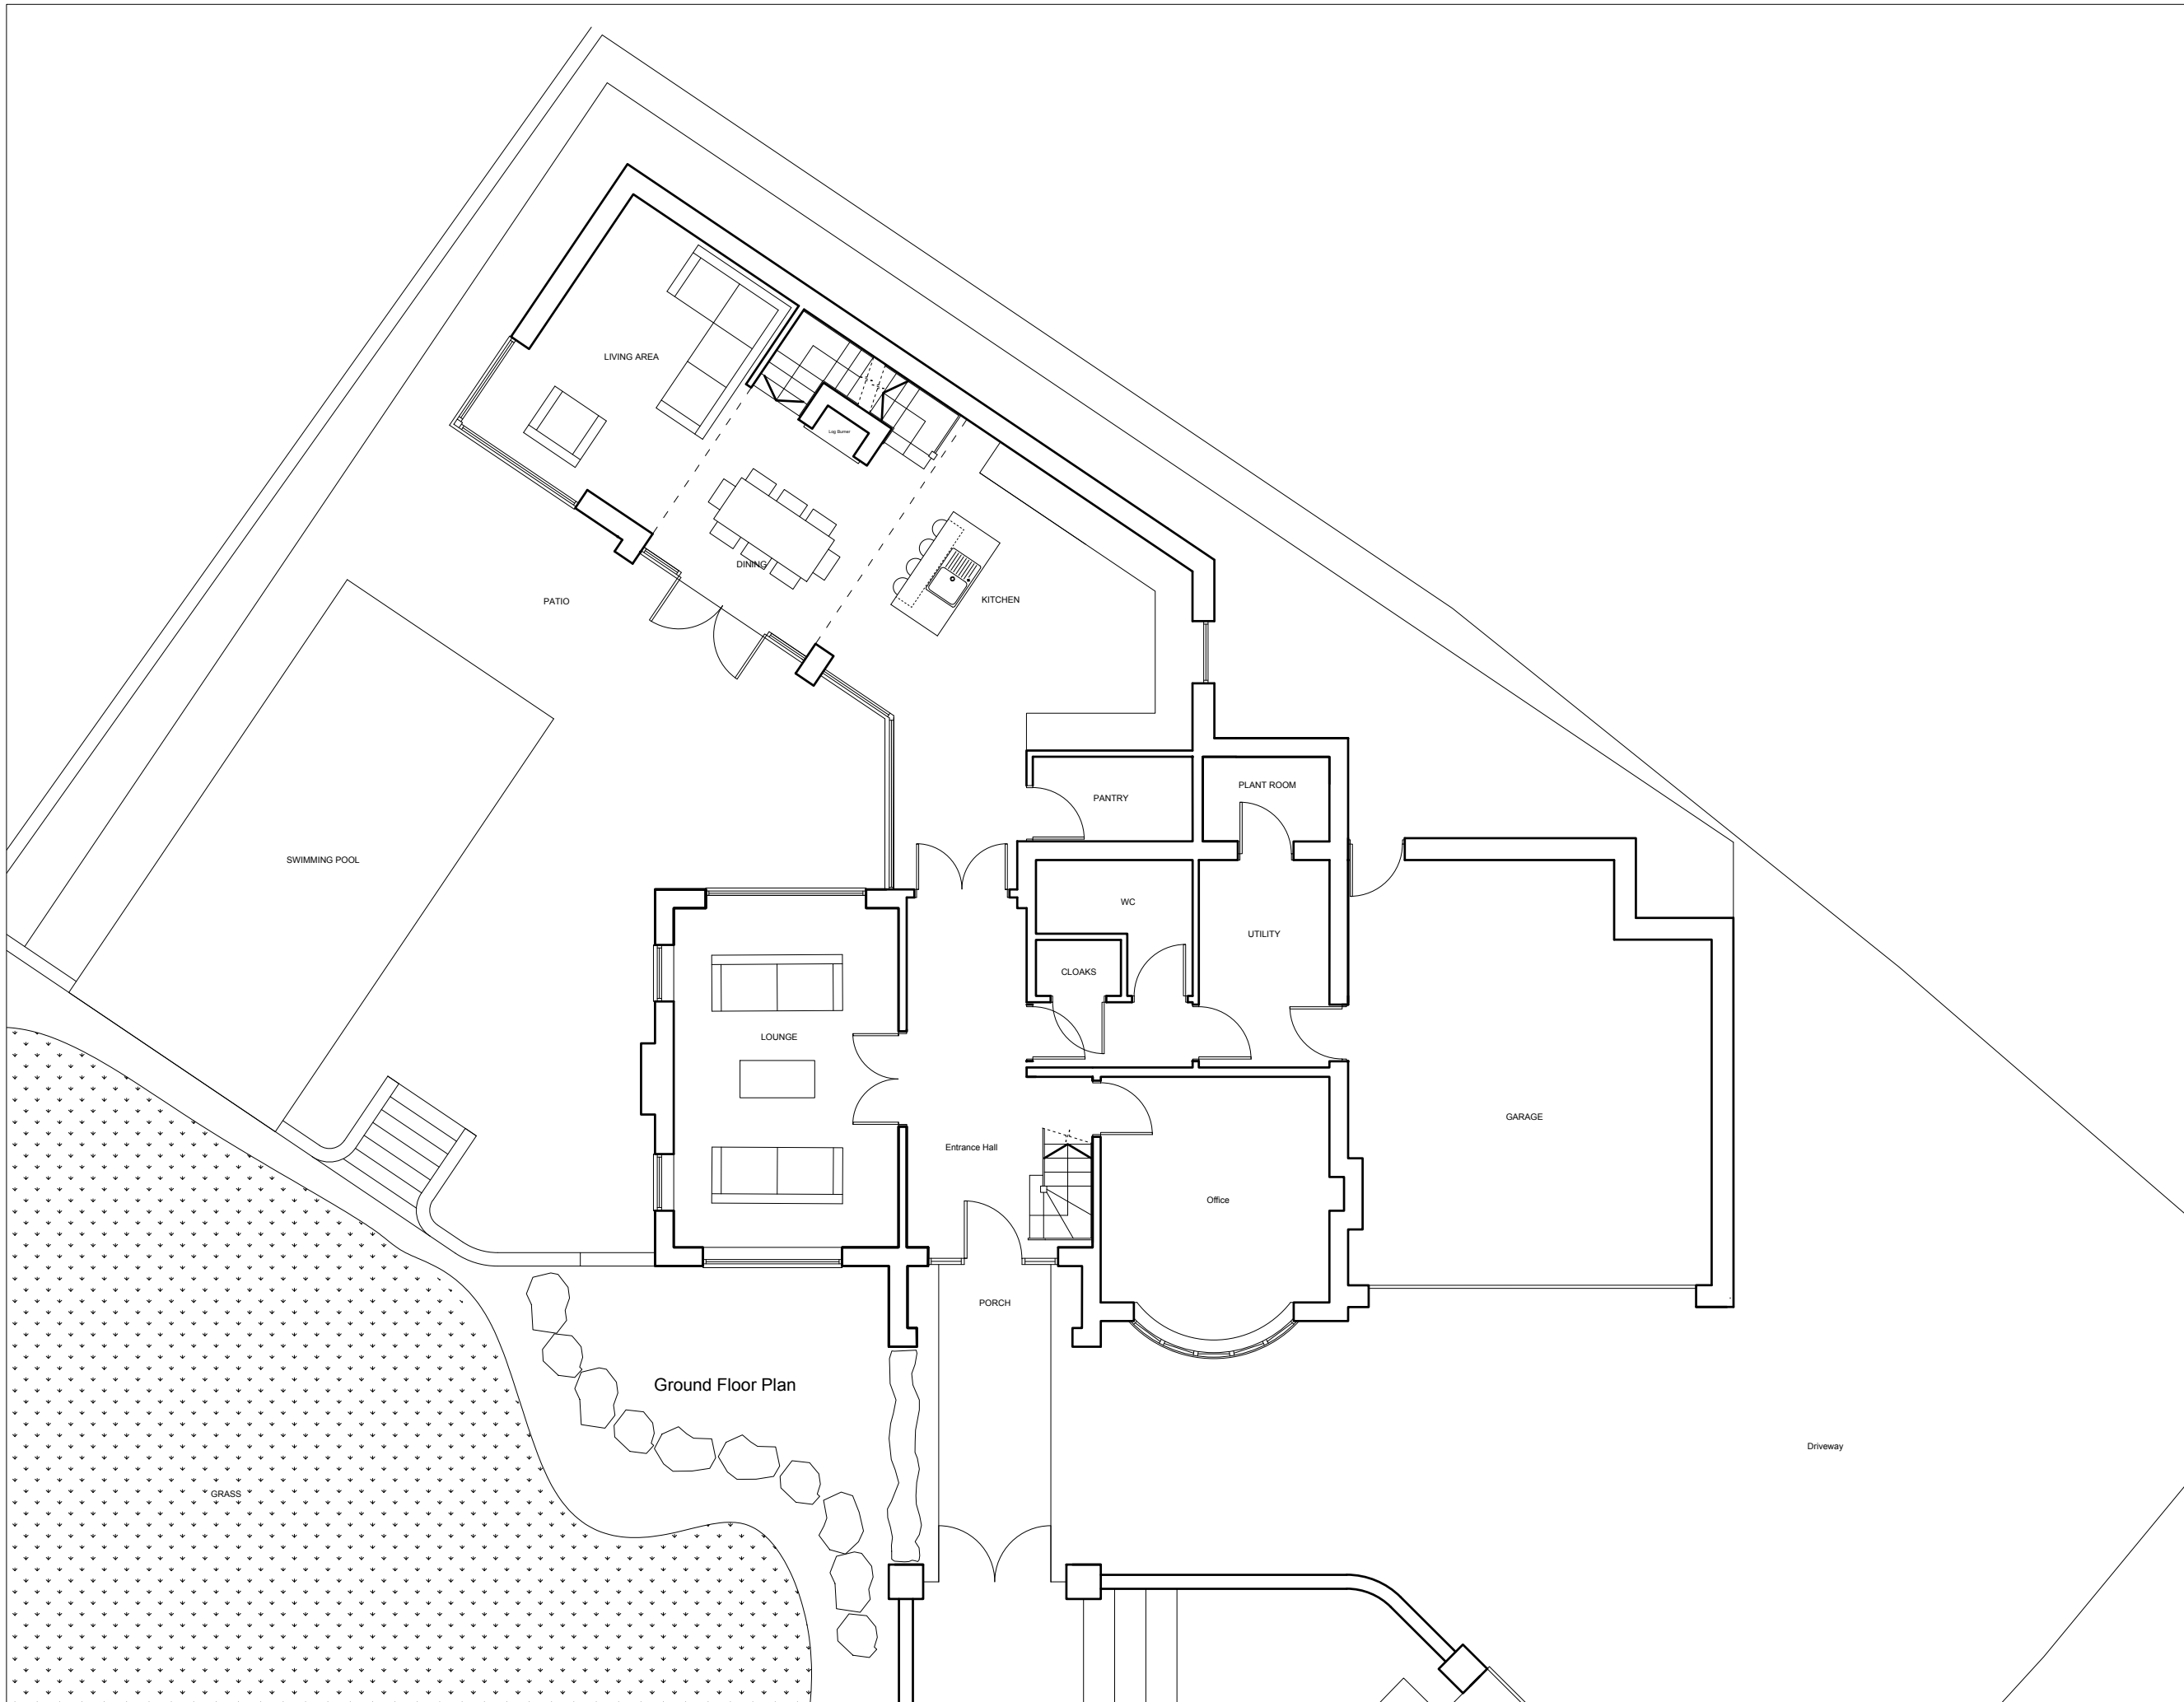 LIVING AREA
Log Burner
DINING
PATIO
KITCHEN
PANTRY
PLANT ROOM
SWIMMING POOL
WC
UTILITY
CLOAKS
LOUNGE
GARAGE
Entrance Hall
Office
PORCH
Ground Floor Plan
Driveway
GRASS